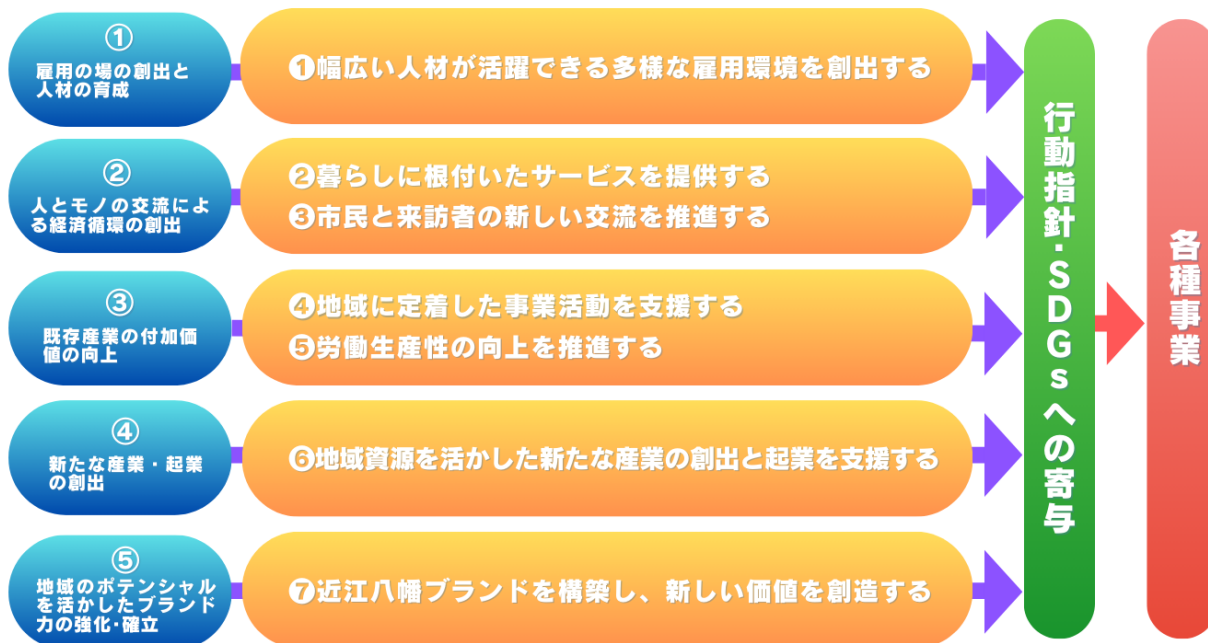 ①
雇用の場の創出と
人材の育成
❶幅広い人材が活躍できる多様な雇用環境を創出する
②
人とモノの交流によ
る経済循環の創出
❷暮らしに根付いたサービスを提供する
❸市民と来訪者の新しい交流を推進する
③
既存産業の付加価
値の向上
❹地域に定着した事業活動を支援する
❺労働生産性の向上を推進する
④
新たな産業・起業
の創出
❻地域資源を活かした新たな産業の創出と起業を支援する
⑤
地域のポテンシャル
を活かしたブランド
力の強化・確立
❼近江八幡ブランドを構築し、新しい価値を創造する
行動指針・SDGsへの寄与
各種事業